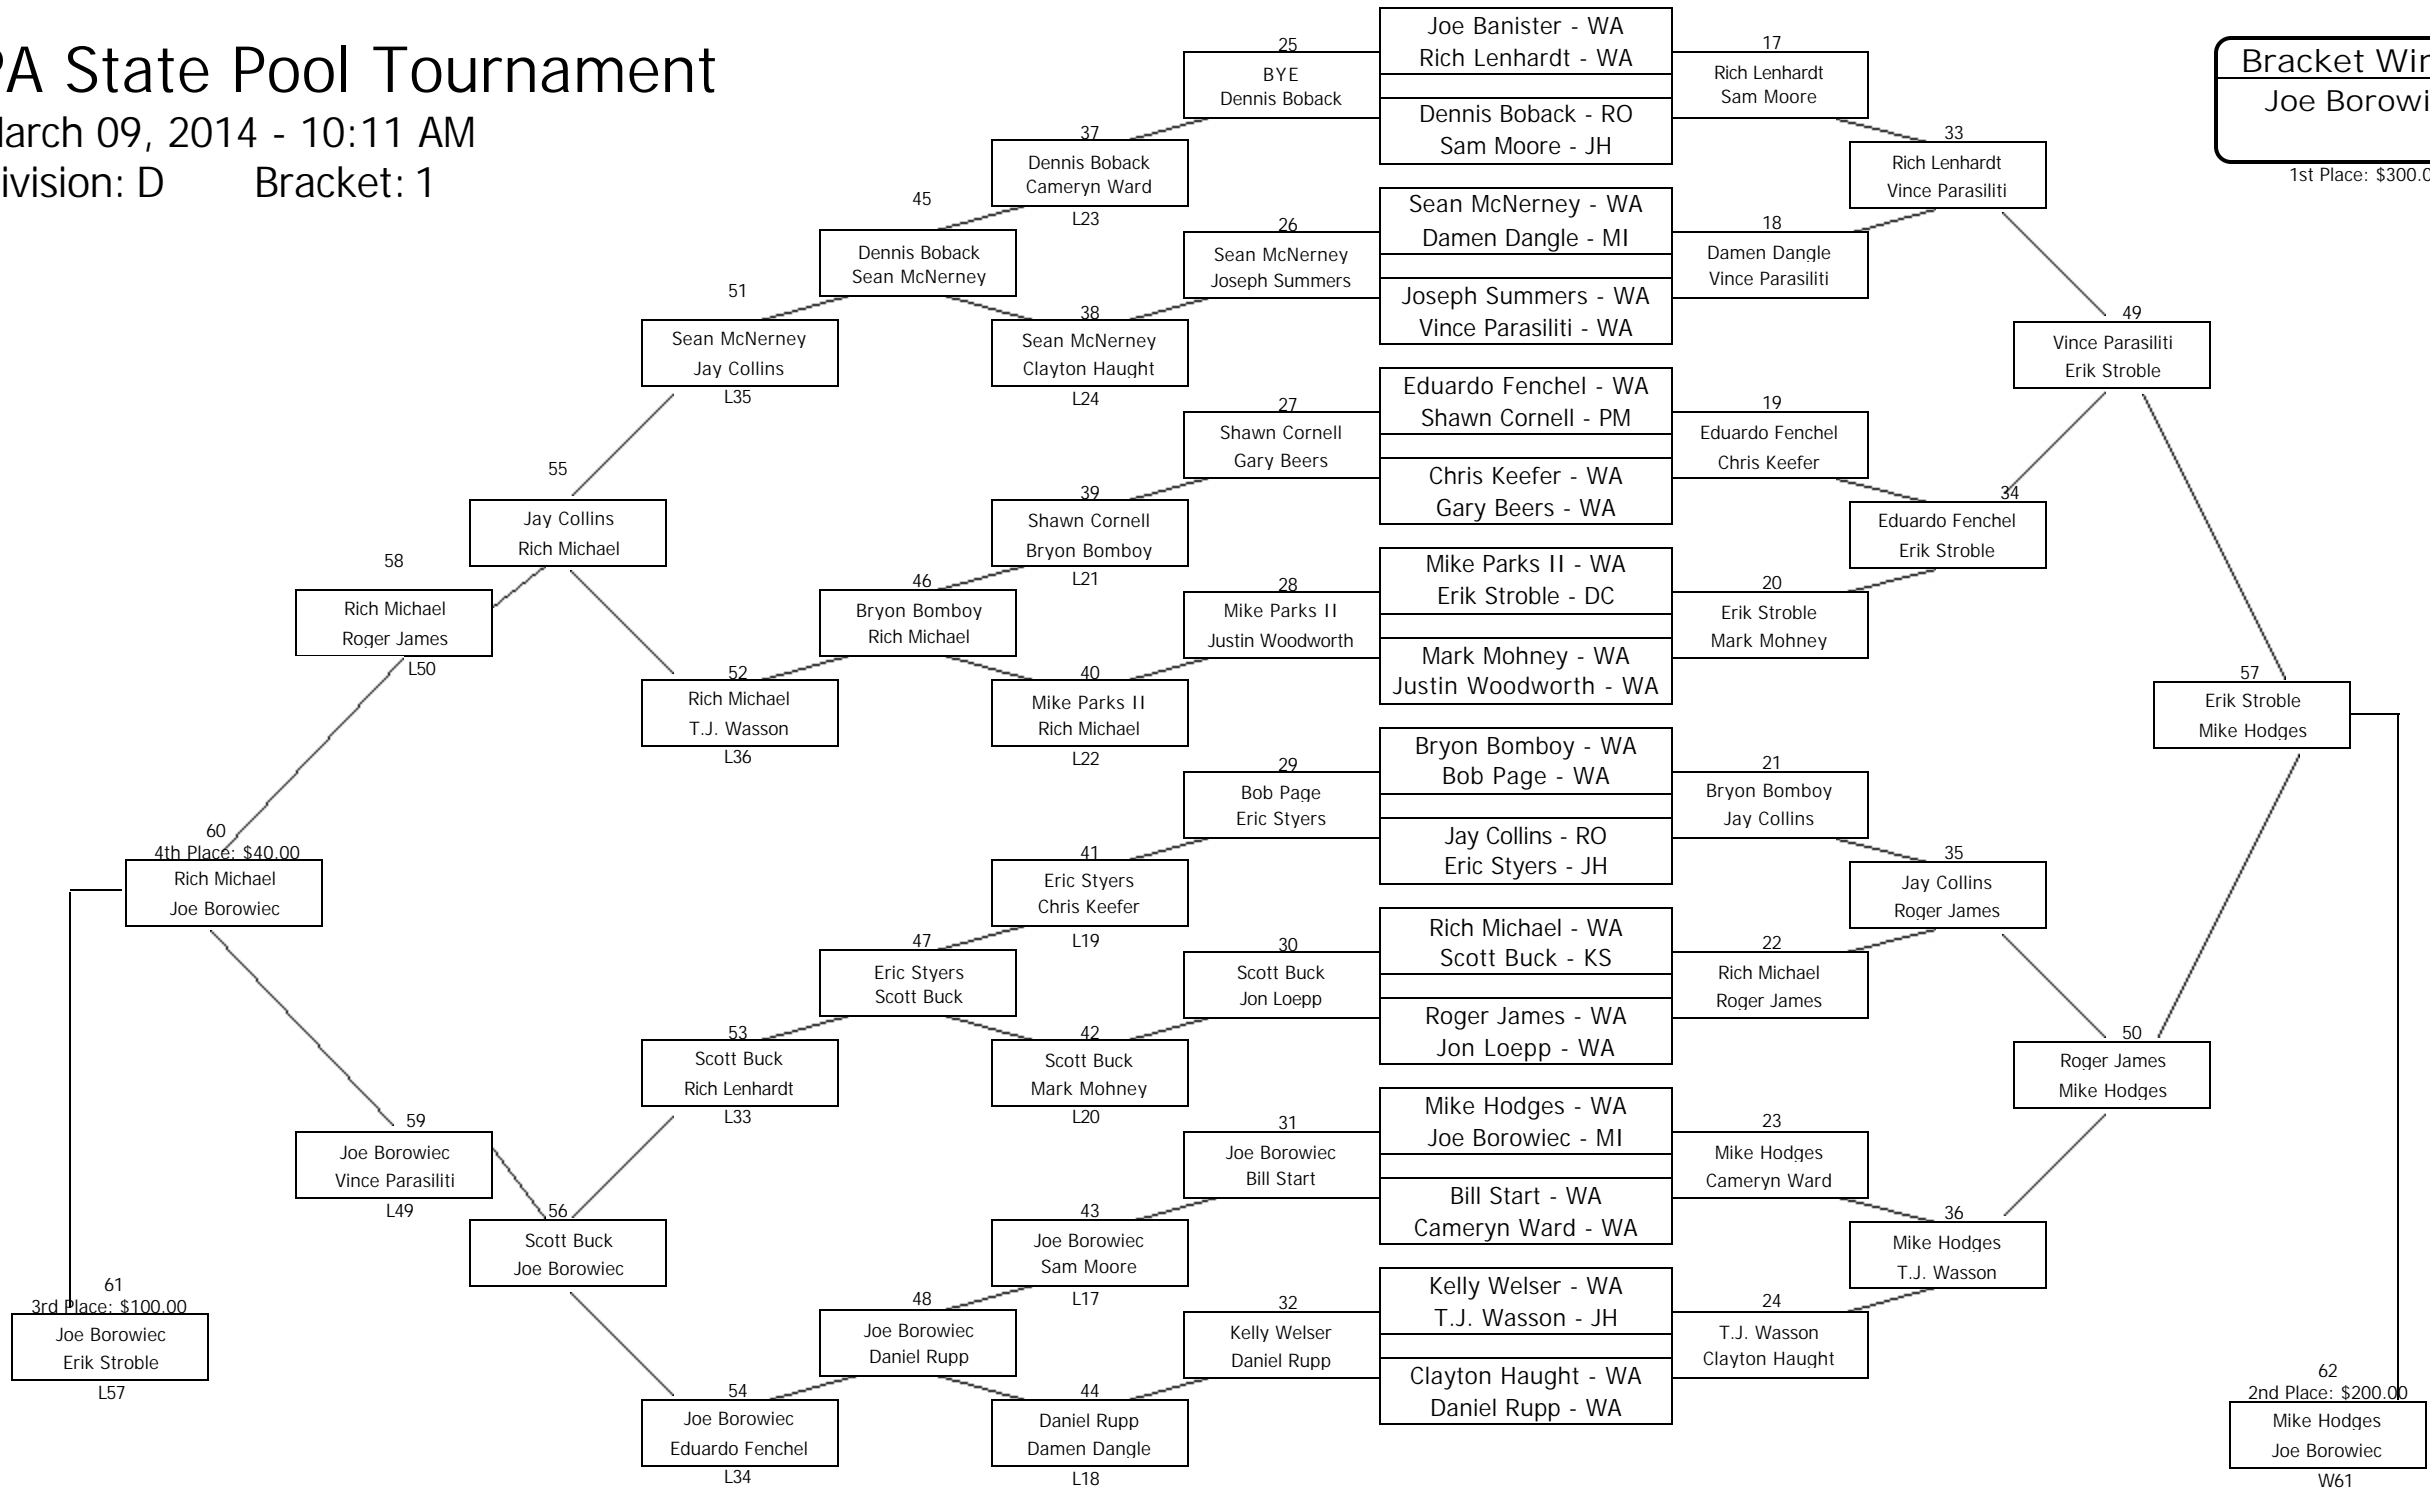 PA State Pool Tournament
March 09, 2014 - 10:11 AM
Division: D Bracket: 1
Bracket Win
Joe Borowi
1st Place: $300.0
Joe Banister - WA
Rich Lenhardt - WA
Dennis Boback - RO
Sam Moore - JH
Sean McNerney - WA
Damen Dangle - MI
Joseph Summers - WA
Vince Parasiliti - WA
Eduardo Fenchel - WA
Shawn Cornell - PM
Chris Keefer - WA
Gary Beers - WA
Mike Parks II - WA
Erik Stroble - DC
Mark Mohney - WA
Justin Woodworth - WA
Bryon Bomboy - WA
Bob Page - WA
Jay Collins - RO
Eric Styers - JH
Rich Michael - WA
Scott Buck - KS
Roger James - WA
Jon Loepp - WA
Mike Hodges - WA
Joe Borowiec - MI
Bill Start - WA
Cameryn Ward - WA
Kelly Welser - WA
T.J. Wasson - JH
Clayton Haught - WA
Daniel Rupp - WA
17
Rich Lenhardt
Sam Moore
18
Damen Dangle
Vince Parasiliti
19
Eduardo Fenchel
Chris Keefer
20
Erik Stroble
Mark Mohney
21
Bryon Bomboy
Jay Collins
22
Rich Michael
Roger James
23
Mike Hodges
Cameryn Ward
24
T.J. Wasson
Clayton Haught
25
BYE
Dennis Boback
26
Sean McNerney
Joseph Summers
27
Shawn Cornell
Gary Beers
28
Mike Parks II
Justin Woodworth
29
Bob Page
Eric Styers
30
Scott Buck
Jon Loepp
31
Joe Borowiec
Bill Start
32
Kelly Welser
Daniel Rupp
33
Rich Lenhardt
Vince Parasiliti
34
Eduardo Fenchel
Erik Stroble
35
Jay Collins
Roger James
36
Mike Hodges
T.J. Wasson
37
Dennis Boback
Cameryn Ward
L23
38
Sean McNerney
Clayton Haught
L24
39
Shawn Cornell
Bryon Bomboy
L21
40
Mike Parks II
Rich Michael
L22
41
Eric Styers
Chris Keefer
L19
42
Scott Buck
Mark Mohney
L20
43
Joe Borowiec
Sam Moore
L17
44
Daniel Rupp
Damen Dangle
L18
45
Dennis Boback
Sean McNerney
46
Bryon Bomboy
Rich Michael
47
Eric Styers
Scott Buck
48
Joe Borowiec
Daniel Rupp
49
Vince Parasiliti
Erik Stroble
50
Roger James
Mike Hodges
51
Sean McNerney
Jay Collins
L35
52
Rich Michael
T.J. Wasson
L36
53
Scott Buck
Rich Lenhardt
L33
54
Joe Borowiec
Eduardo Fenchel
L34
55
Jay Collins
Rich Michael
56
Scott Buck
Joe Borowiec
57
Erik Stroble
Mike Hodges
58
Rich Michael
Roger James
L50
59
Joe Borowiec
Vince Parasiliti
L49
60
4th Place: $40.00
Rich Michael
Joe Borowiec
61
3rd Place: $100.00
Joe Borowiec
Erik Stroble
L57
62
2nd Place: $200.00
Mike Hodges
Joe Borowiec
W61